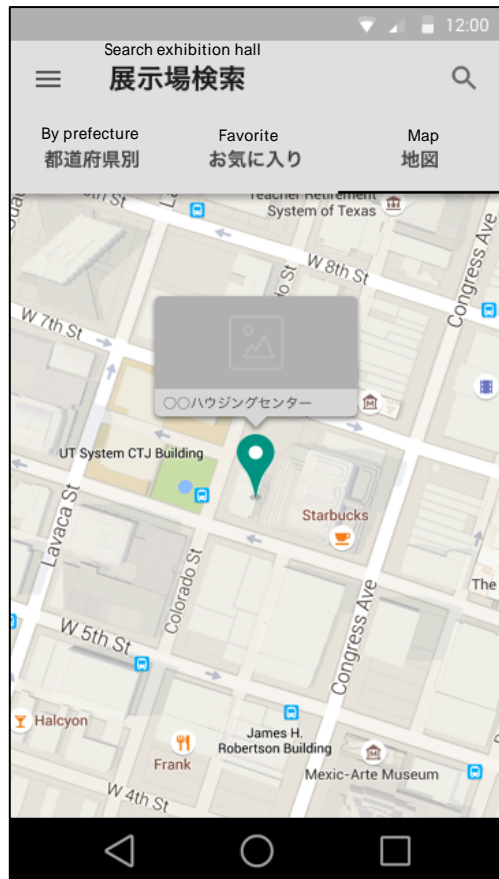 12:00
Search exhibition hall
展示場検索
By prefecture
Favorite
Map
都道府県別
お気に入り
地図
Teacher Retirement
System of Texas
W 8th St
Congress Ave
W 7th St
○○ハウジングセンター
UT System CTJ Building
Starbucks
Lavaca St
Colorado St
The
W 5th St
Congress Ave
Halcyon
James H.
Robertson Building
Frank
Mexic-Arte Museum
W 4th St